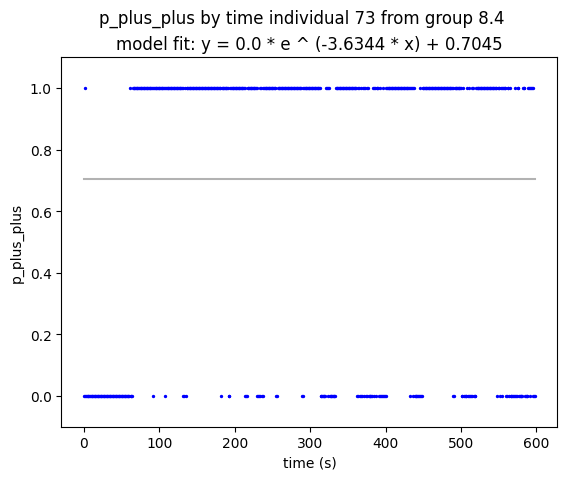 p_plus_plus by time individual 73 from group 8.4
model fit: y = 0.0 * e ^ (-3.6344 * x) + 0.7045
1.0
0.8
0.6
0.4
0.2
0.0
p_plus_plus
0 100 200 300 400 500 600
time (s)